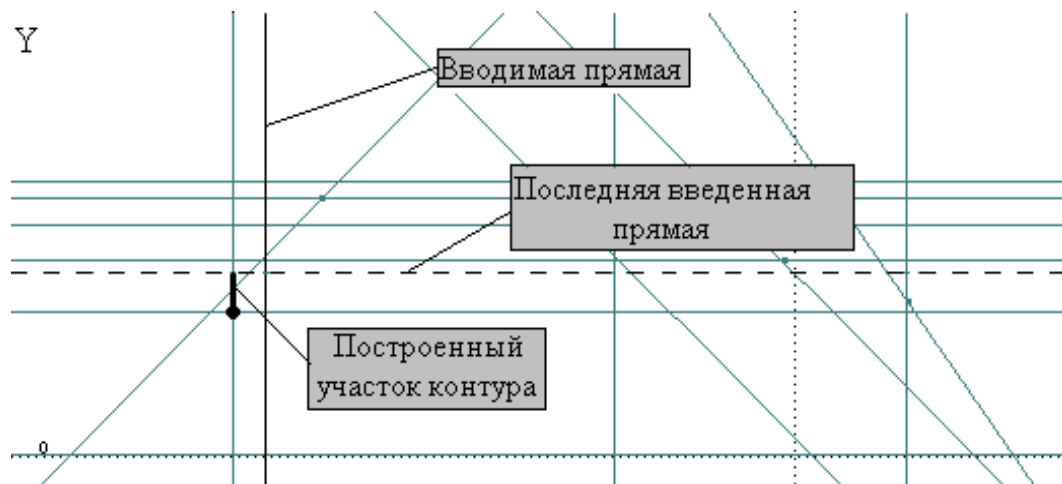 Y
Вводимая прямая
Последняя введенная
прямая
Построенный
участок контура
0